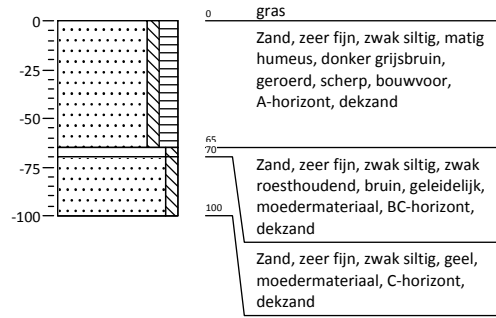 0
-25
-50
-75
-100
0
gras
Zand, zeer fijn, zwak siltig, matig
humeus, donker grijsbruin,
geroerd, scherp, bouwvoor,
A-horizont, dekzand
65
70
Zand, zeer fijn, zwak siltig, zwak
roesthoudend, bruin, geleidelijk,
moedermateriaal, BC-horizont,
dekzand
100
Zand, zeer fijn, zwak siltig, geel,
moedermateriaal, C-horizont,
dekzand